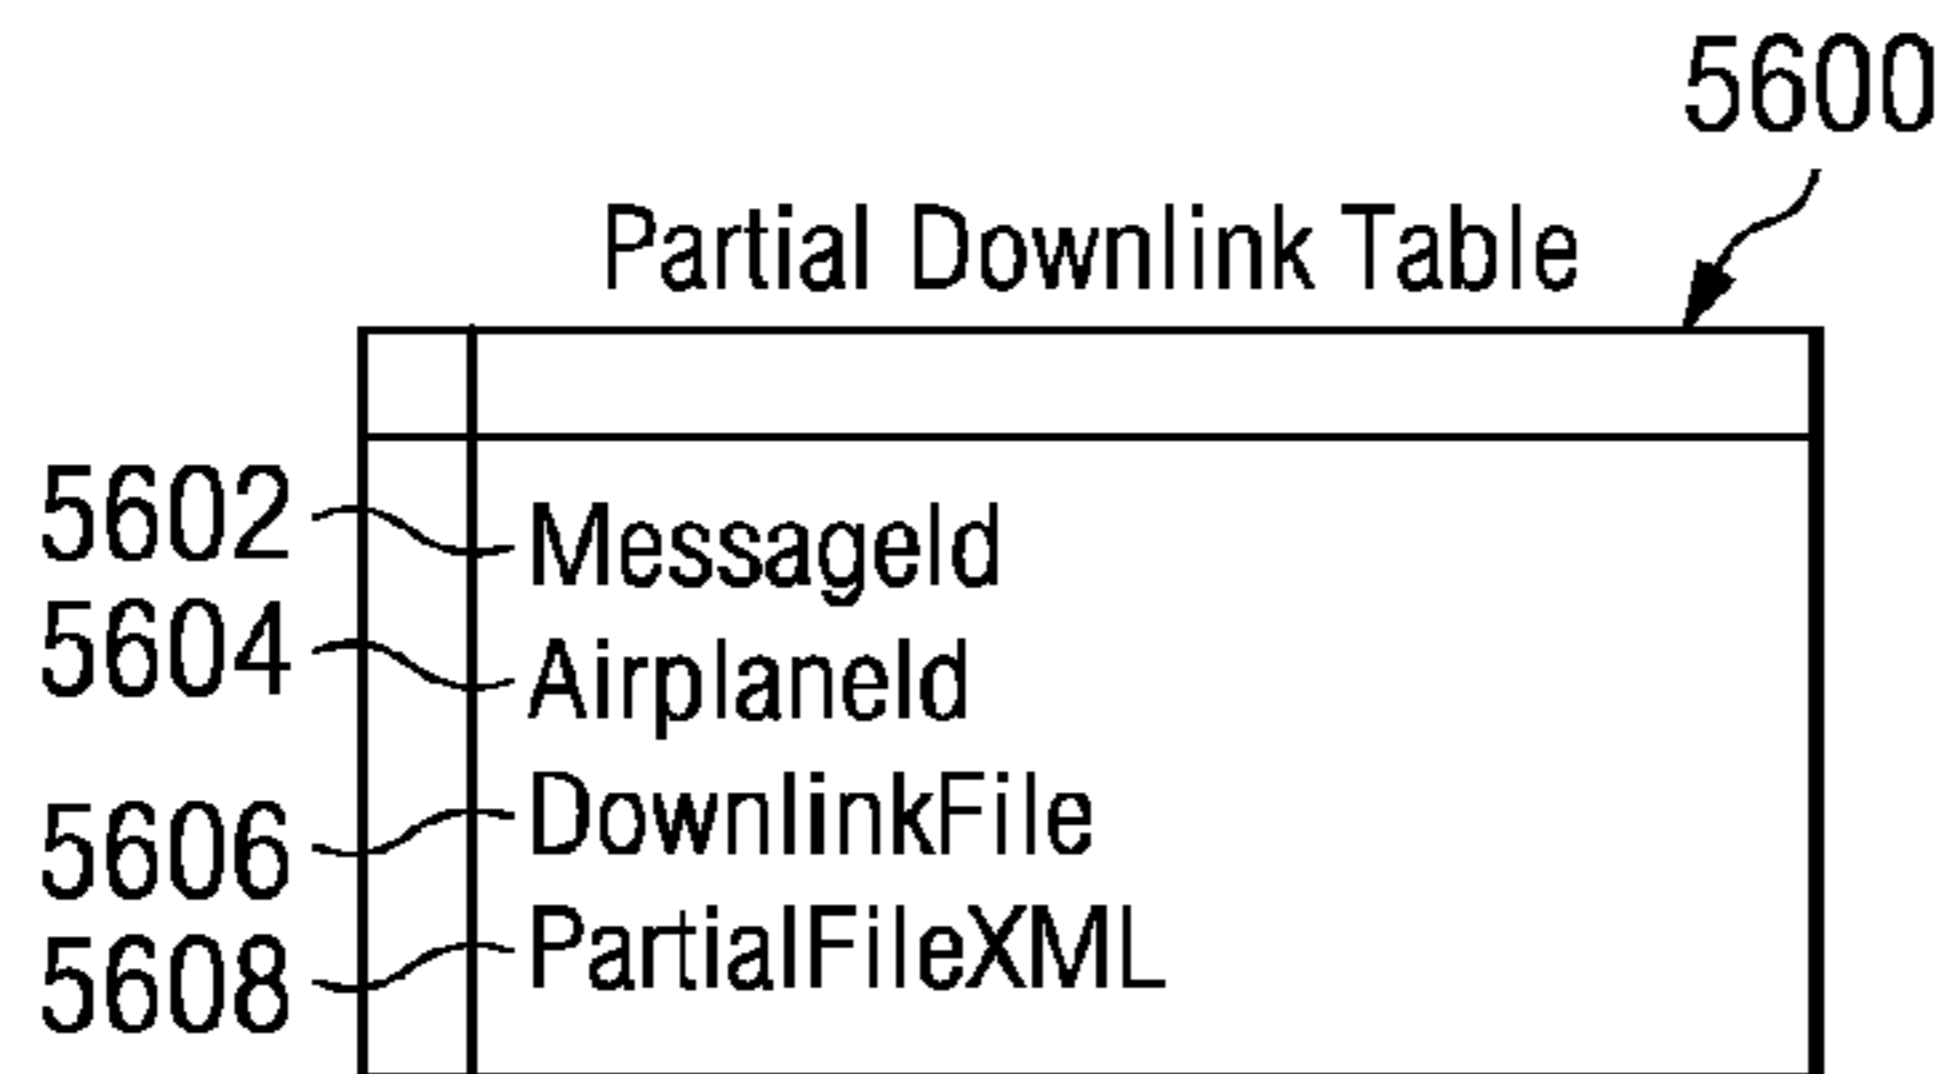 5600
Partial Downlink Table
5602 MessageId
5604 AirplaneId
5606 DownlinkFile
5608 PartialFileXML